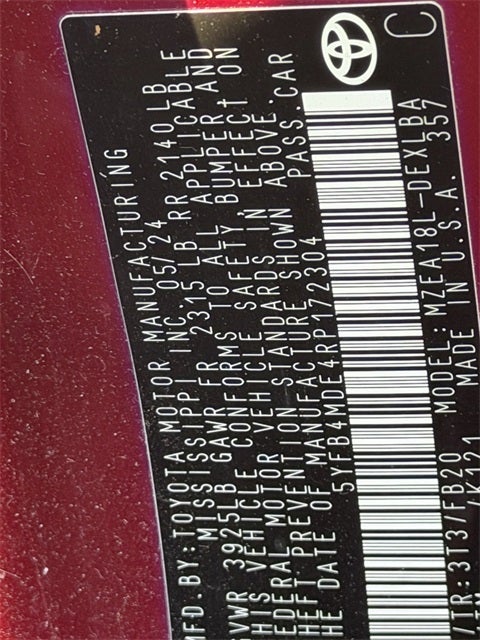 MFD. BY: TOYOTA MOTOR MANUFACTURING
MISSISSIPPI INC. 05/24
GVWR 3925LB GAWR FR 2315 LB RR 2140 LB
THIS VEHICLE CONFORMS TO ALL APPLICABLE
FEDERAL MOTOR VEHICLE SAFETY, BUMPER AND
THEFT PREVENTION STANDARDS IN EFFECT ON
THE DATE OF MANUFACTURE SHOWN ABOVE.
5YFB4MDE4RP172304 PASS. CAR
C
/TR: 3T3/FB20 MODEL: MZEA18L-DEXLBA
K121 MADE IN U.S.A. 357